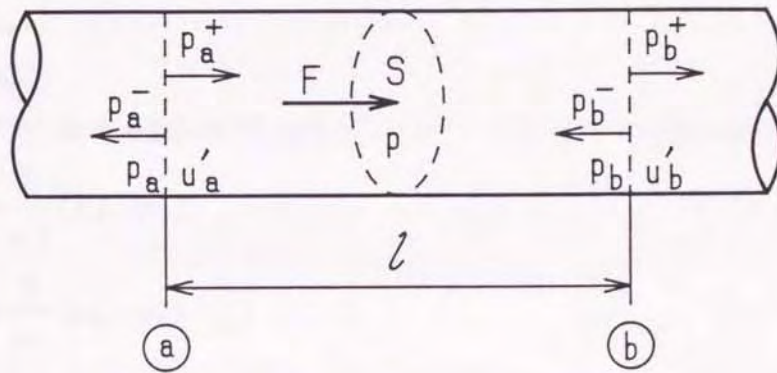 p_a^+ F S p_b^+
p_a^- p p_b^-
p_a u'_a p_b u'_b
l
a b